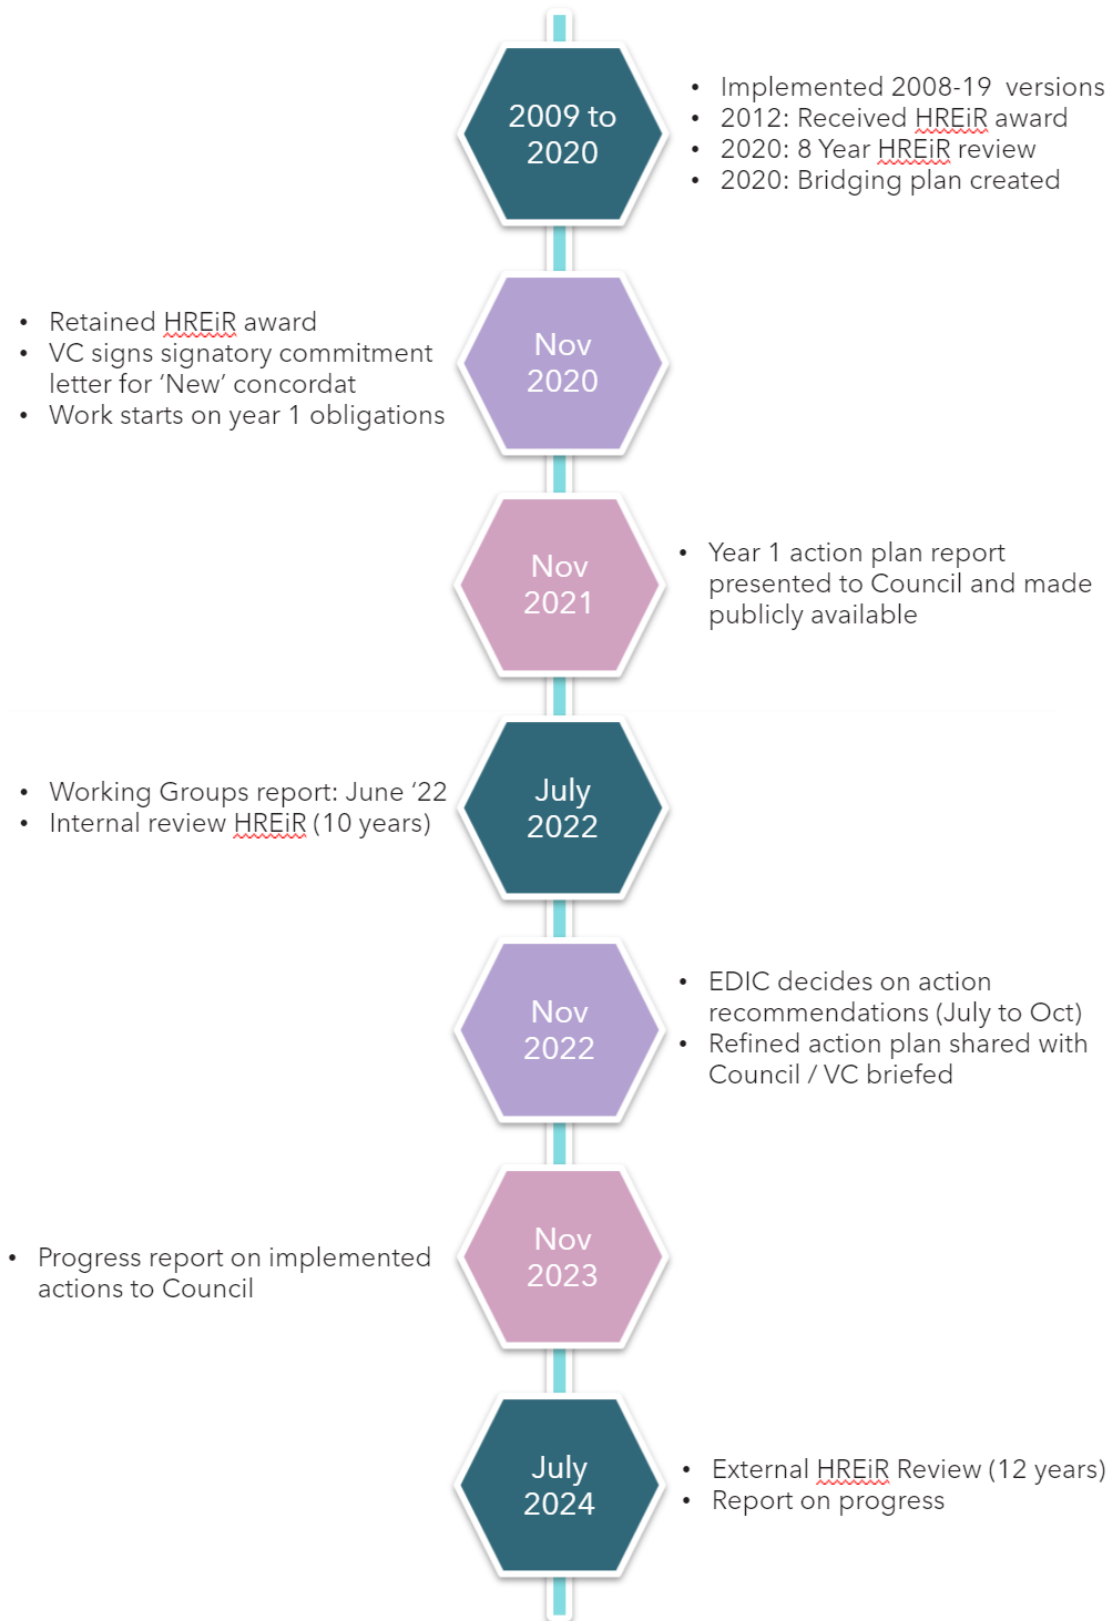 2009 to
2020
• Implemented 2008-19 versions
• 2012: Received HREiR award
• 2020: 8 Year HREiR review
• 2020: Bridging plan created
Nov
2020
• Retained HREiR award
• VC signs signatory commitment
letter for ‘New’ concordat
• Work starts on year 1 obligations
Nov
2021
• Year 1 action plan report
presented to Council and made
publicly available
July
2022
• Working Groups report: June ‘22
• Internal review HREiR (10 years)
Nov
2022
• EDIC decides on action
recommendations (July to Oct)
• Refined action plan shared with
Council / VC briefed
Nov
2023
• Progress report on implemented
actions to Council
July
2024
• External HREiR Review (12 years)
• Report on progress